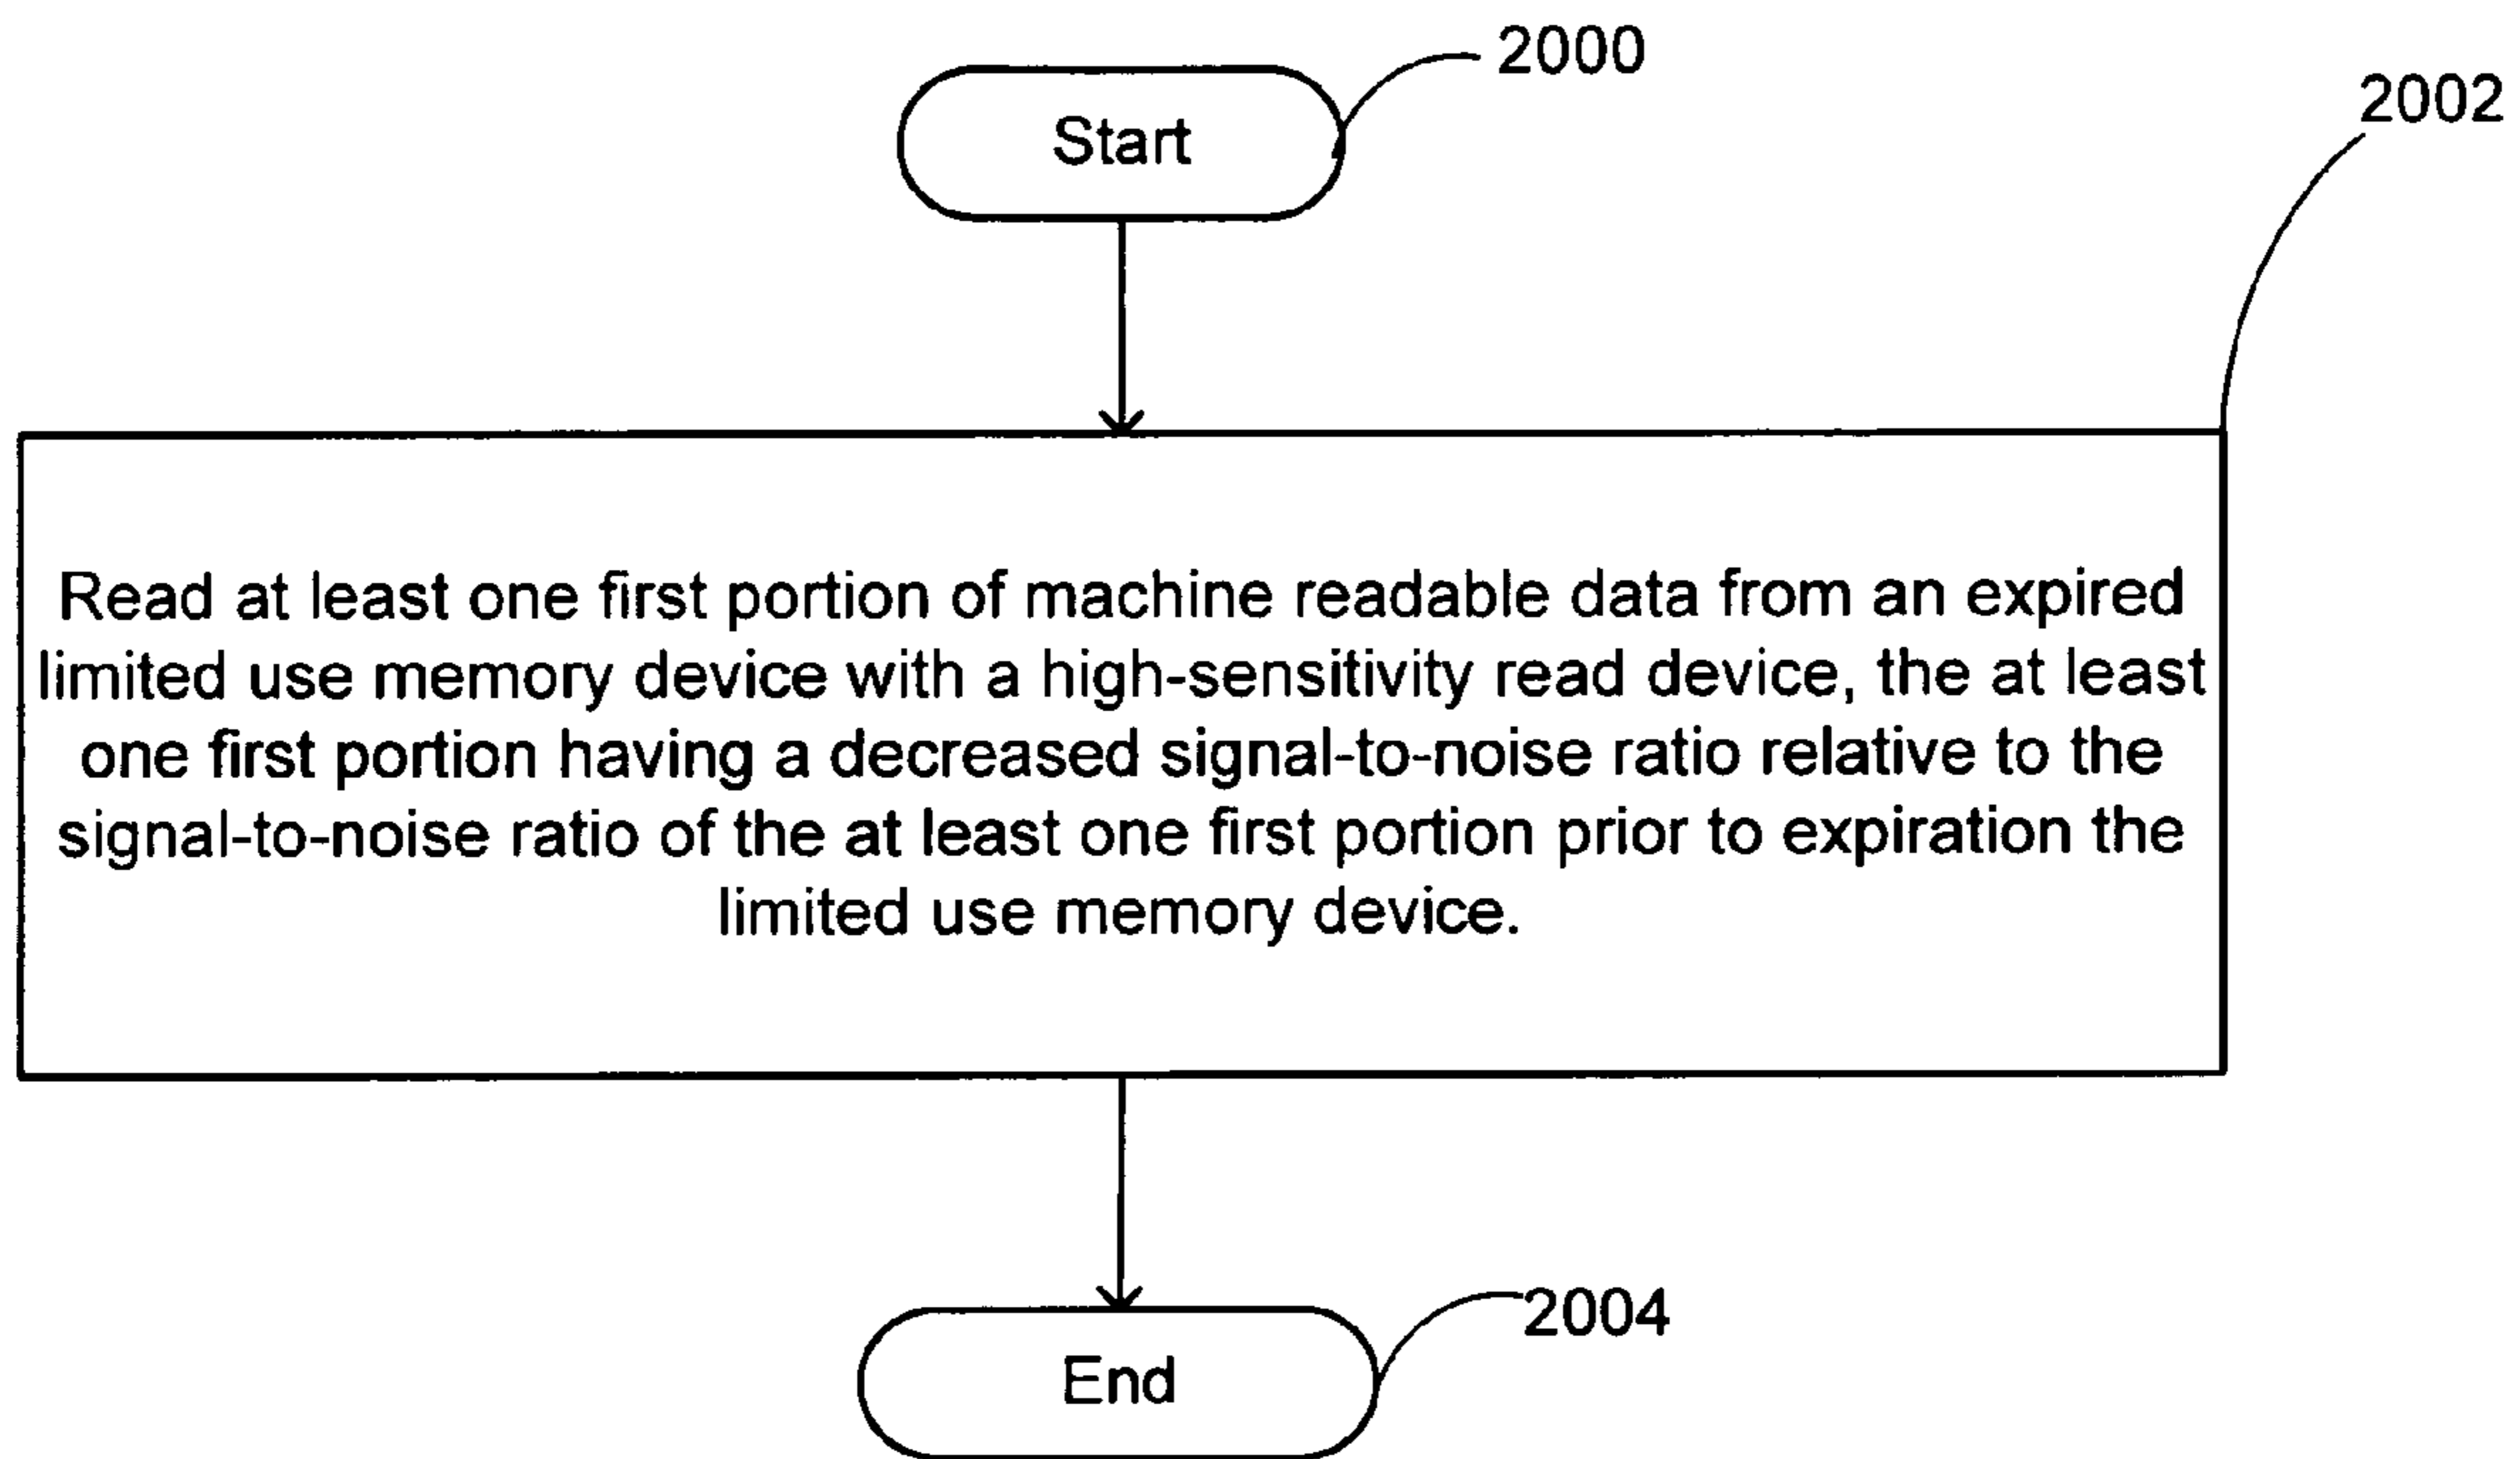 2000
Start
2002
Read at least one first portion of machine readable data from an expired
limited use memory device with a high-sensitivity read device, the at least
one first portion having a decreased signal-to-noise ratio relative to the
signal-to-noise ratio of the at least one first portion prior to expiration the
limited use memory device.
2004
End